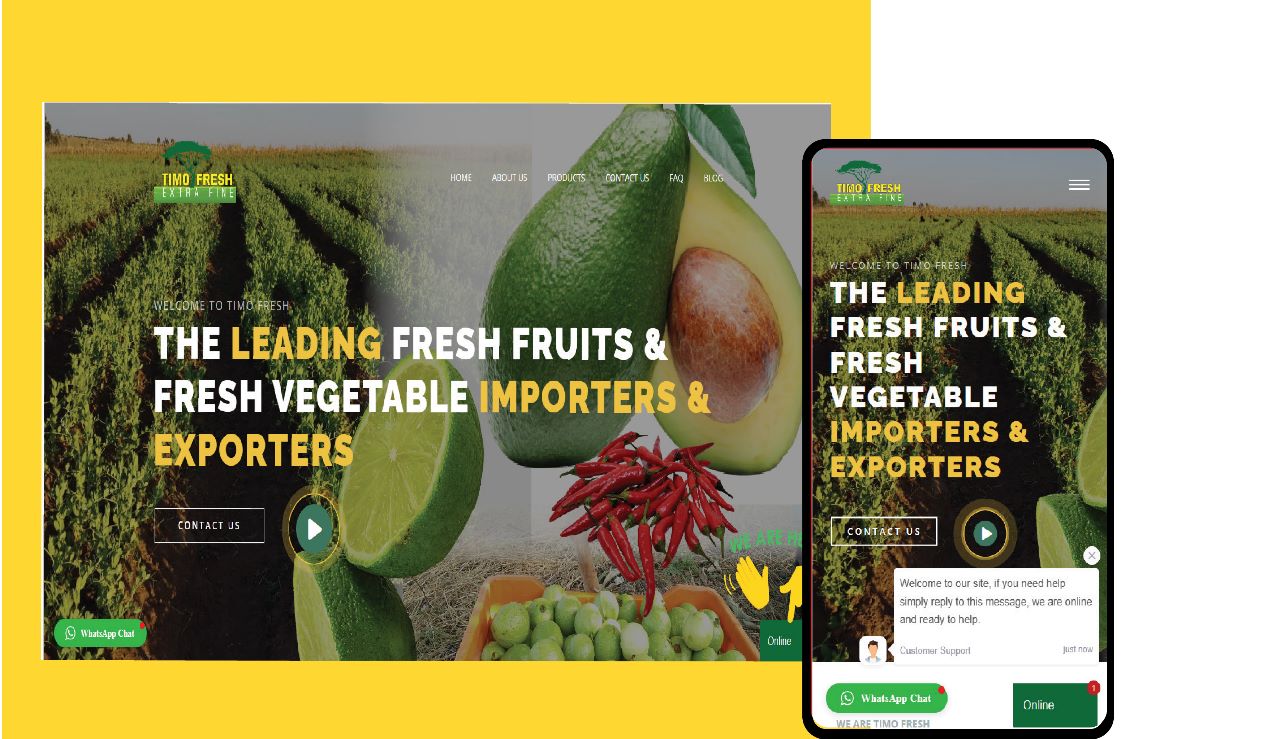 TIMO FRESH
EXTRA FINE
HOME ABOUT US PRODUCTS CONTACT US FAQ BLOG
WELCOME TO TIMO FRESH
THE LEADING FRESH FRUITS &
FRESH VEGETABLE IMPORTERS &
EXPORTERS
CONTACT US
WE ARE HE
WhatsApp Chat
Online
TIMO FRESH
EXTRA FINE
WELCOME TO TIMO FRESH
THE LEADING
FRESH FRUITS &
FRESH
VEGETABLE
IMPORTERS &
EXPORTERS
CONTACT US
Welcome to our site, if you need help
simply reply to this message, we are online
and ready to help.
Customer Support just now
WhatsApp Chat
1
Online
WE ARE TIMO FRESH